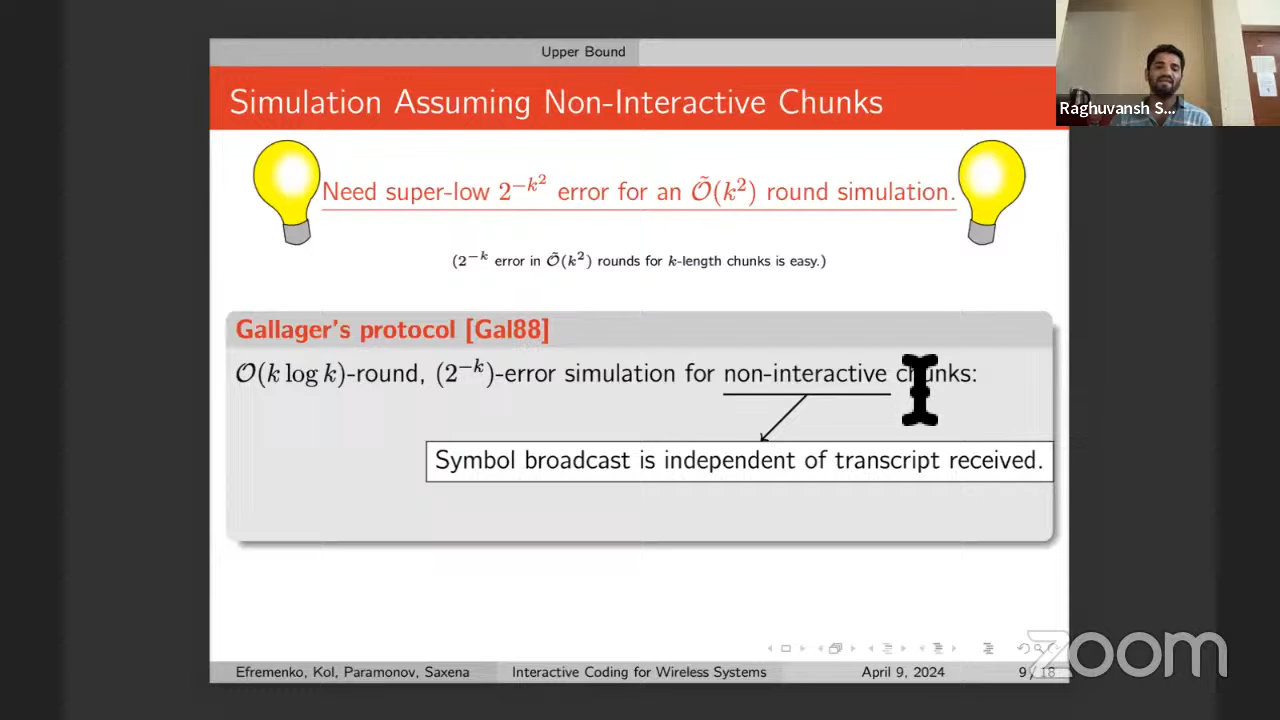 Upper Bound
Simulation Assuming Non-Interactive Chunks
Raghuvansh S...
Need super-low 2^{-k^2} error for an Õ(k^2) round simulation.
(2^{-k} error in Õ(k^2) rounds for k-length chunks is easy.)
Gallager's protocol [Gal88]
O(k log k)-round, (2^{-k})-error simulation for non-interactive chunks:
Symbol broadcast is independent of transcript received.
zoom
Efremenko, Kol, Paramonov, Saxena Interactive Coding for Wireless Systems April 9, 2024 9 / 18